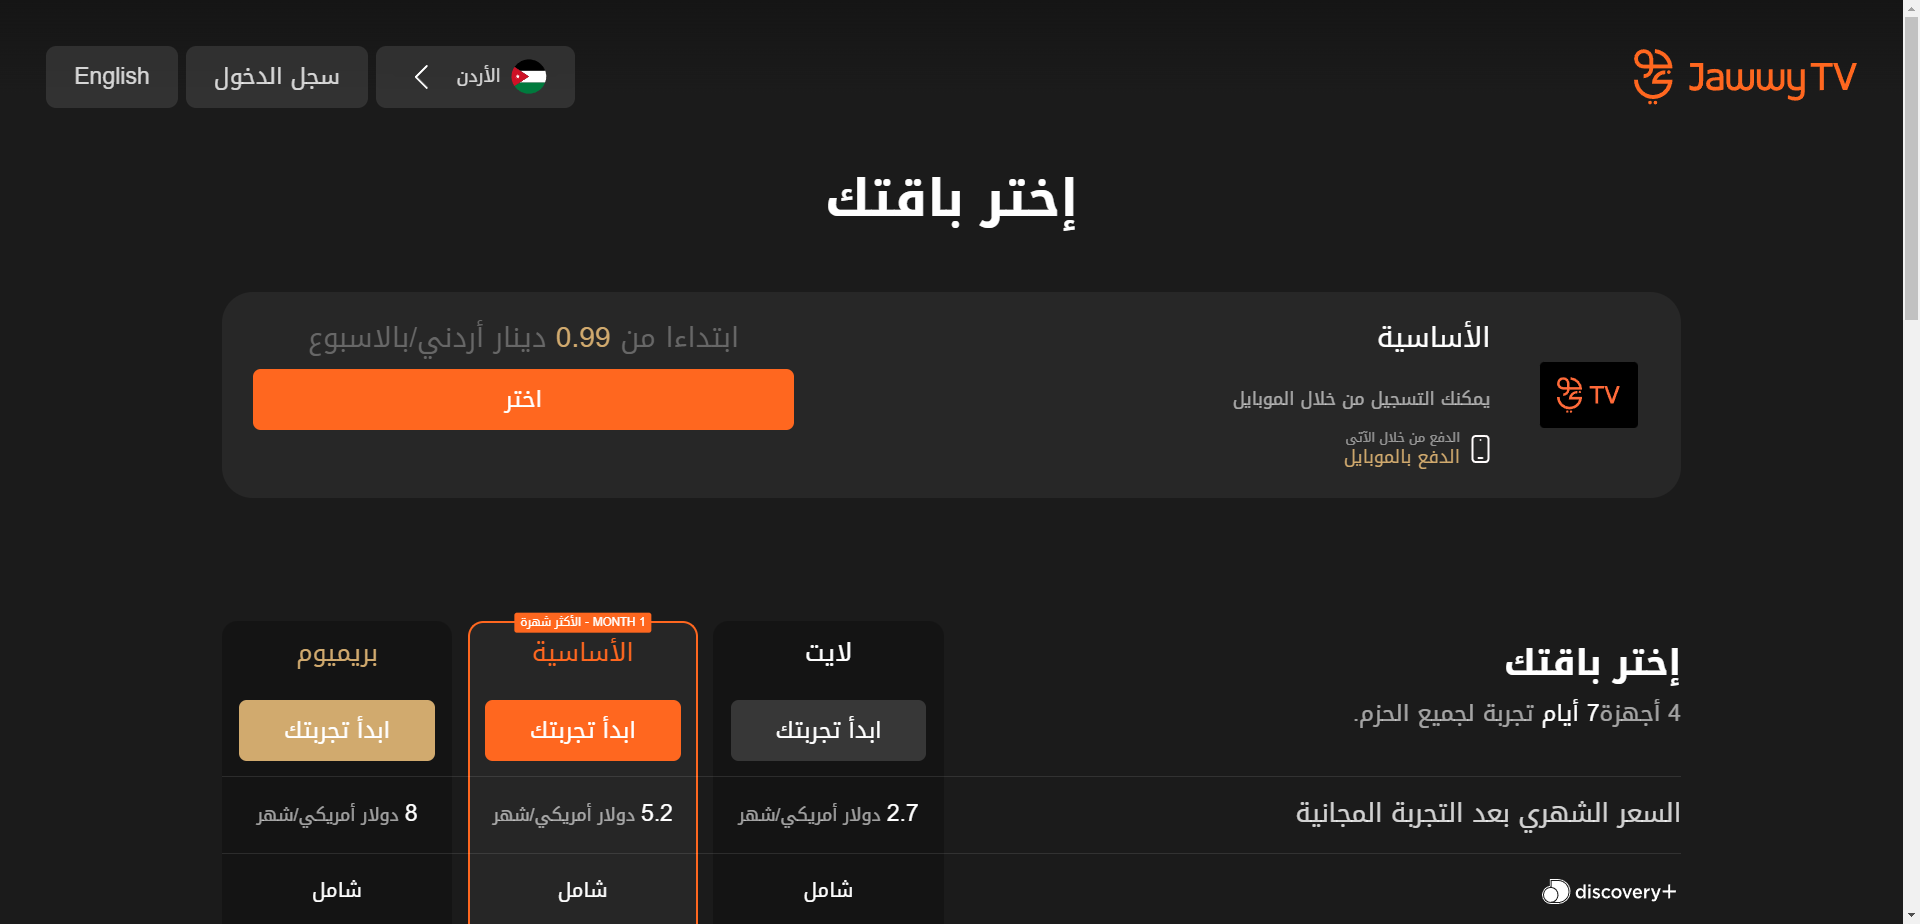 Jawwy TV
الأردن
سجل الدخول
English
إختر باقتك
TV
الأساسية
يمكنك التسجيل من خلال الموبايل
الدفع من خلال الآتى
الدفع بالموبايل
ابتداءا من 0.99 دينار أردني/بالاسبوع
اختر
إختر باقتك
4 أجهزة7 أيام تجربة لجميع الحزم.
لايت
ابدأ تجربتك
1 MONTH - الأكثر شهرة
الأساسية
ابدأ تجربتك
بريميوم
ابدأ تجربتك
السعر الشهري بعد التجربة المجانية
2.7 دولار أمريكي/شهر
5.2 دولار أمريكي/شهر
8 دولار أمريكي/شهر
discovery+
شامل
شامل
شامل